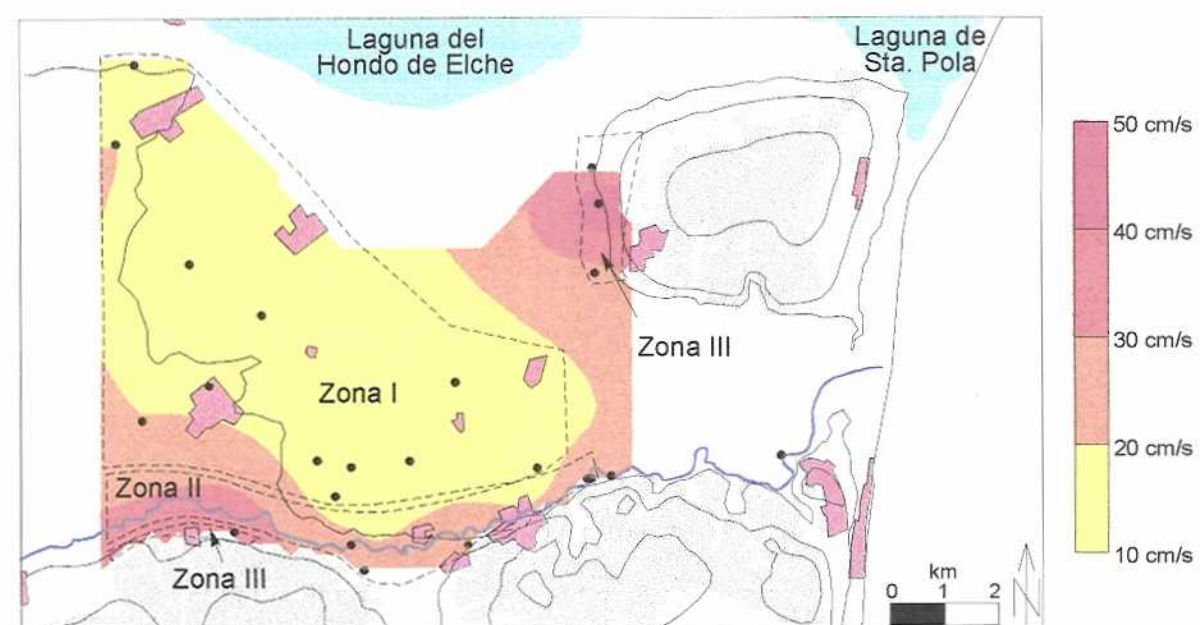 Laguna del
Hondo de Elche
Laguna de
Sta. Pola
50 cm/s
40 cm/s
30 cm/s
20 cm/s
10 cm/s
Zona III
Zona I
Zona II
Zona III
km
0 1 2
N